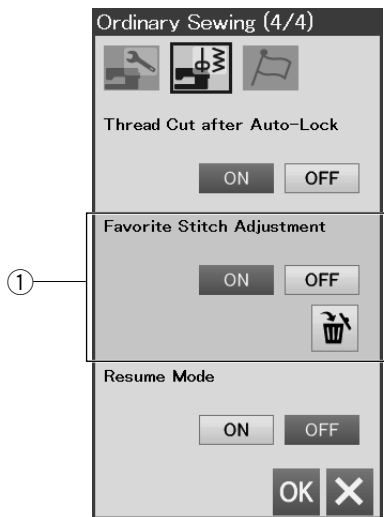 Ordinary Sewing (4/4)
Thread Cut after Auto-Lock
ON OFF
Favorite Stitch Adjustment
① ON OFF
Resume Mode
ON OFF
OK X